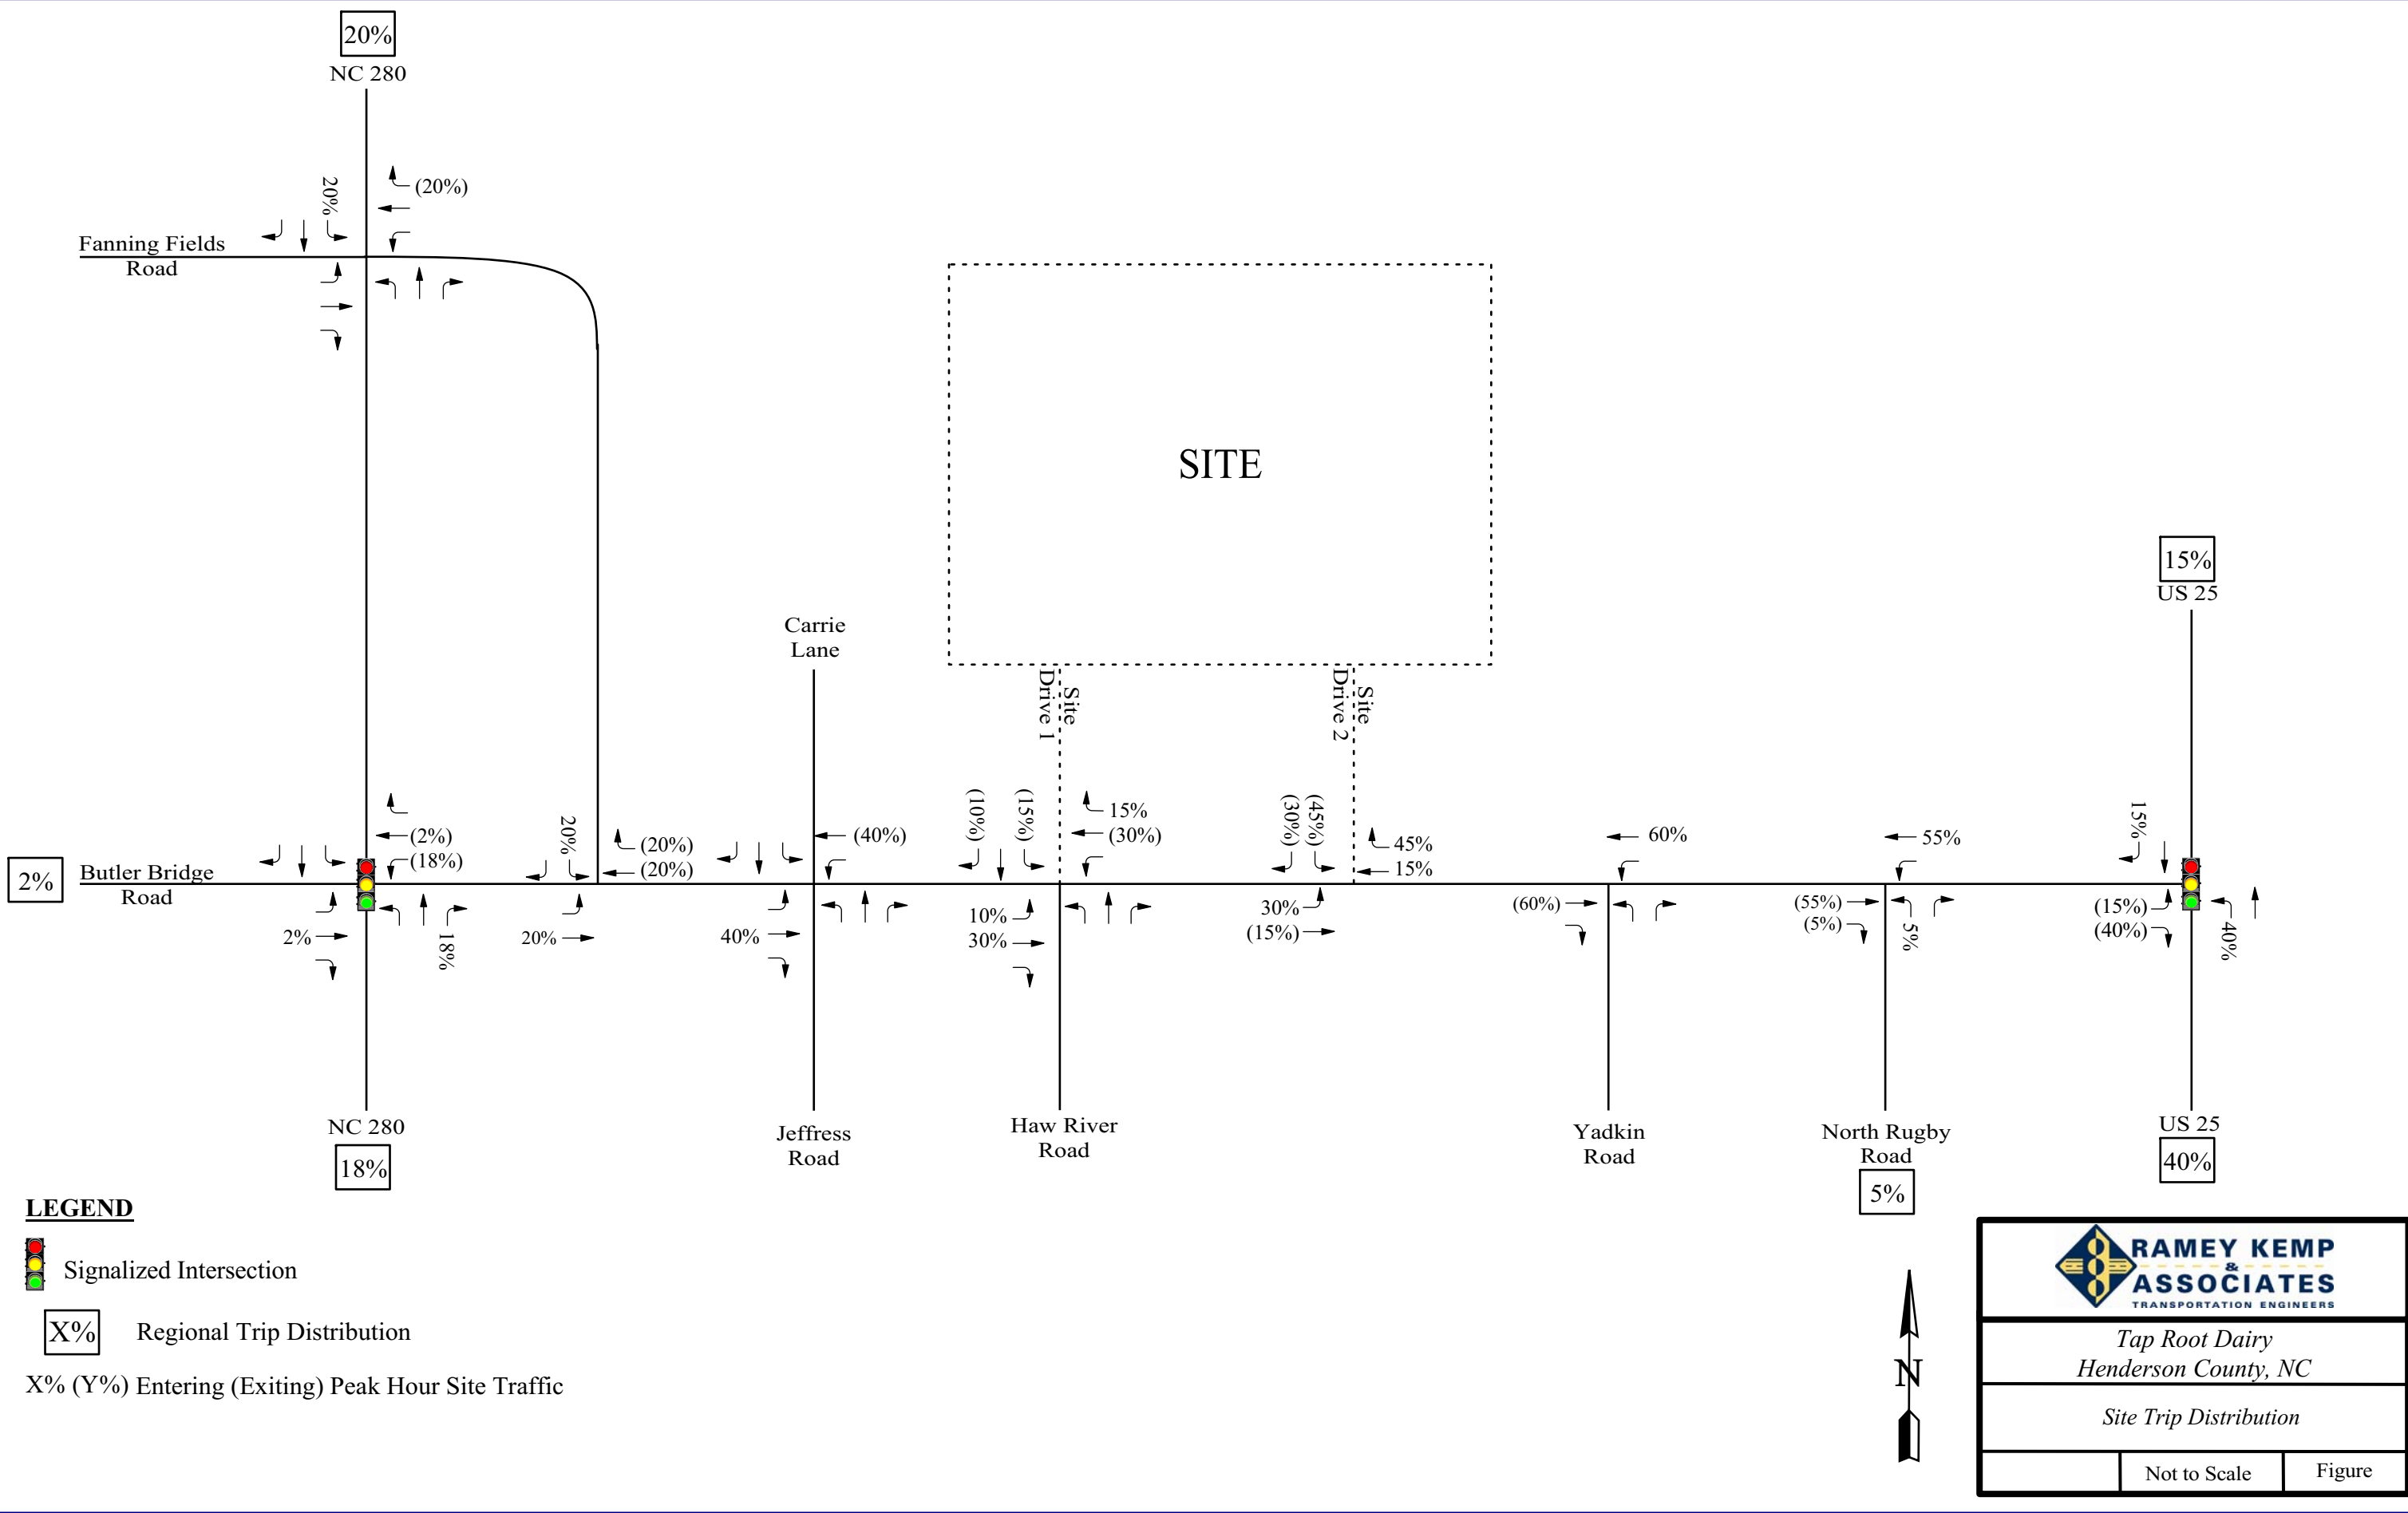 20%
NC 280
20%
(20%)
Fanning Fields
Road
SITE
15%
US 25
Carrie
Lane
Site
Drive 1
Site
Drive 2
2%
Butler Bridge
Road
(2%)
(18%)
2%
18%
20%
(20%)
(20%)
20%
(40%)
40%
(10%)
(15%)
15%
(30%)
10%
30%
(30%)
(45%)
45%
15%
30%
(15%)
60%
(60%)
55%
(55%)
(5%)
5%
15%
(15%)
(40%)
40%
NC 280
18%
Jeffress
Road
Haw River
Road
Yadkin
Road
North Rugby
Road
5%
US 25
40%
LEGEND
Signalized Intersection
X% Regional Trip Distribution
X% (Y%) Entering (Exiting) Peak Hour Site Traffic
N
RAMEY KEMP
&
ASSOCIATES
TRANSPORTATION ENGINEERS
Tap Root Dairy
Henderson County, NC
Site Trip Distribution
Not to Scale
Figure